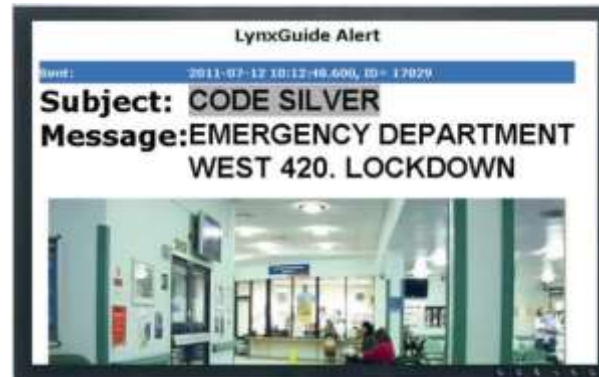 LynxGuide Alert
Sent: 2011-07-12 10:12:46.600, ID= 17029
Subject: CODE SILVER
Message:EMERGENCY DEPARTMENT
WEST 420. LOCKDOWN